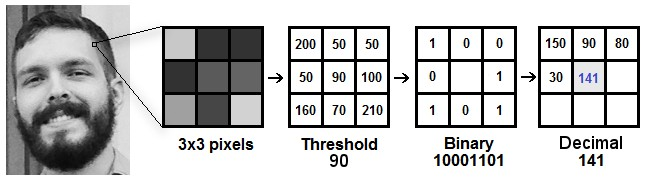 200 50 50
50 90 100
160 70 210
1 0 0
0 1
1 0 1
150 90 80
30 141
3x3 pixels
Threshold
90
Binary
10001101
Decimal
141